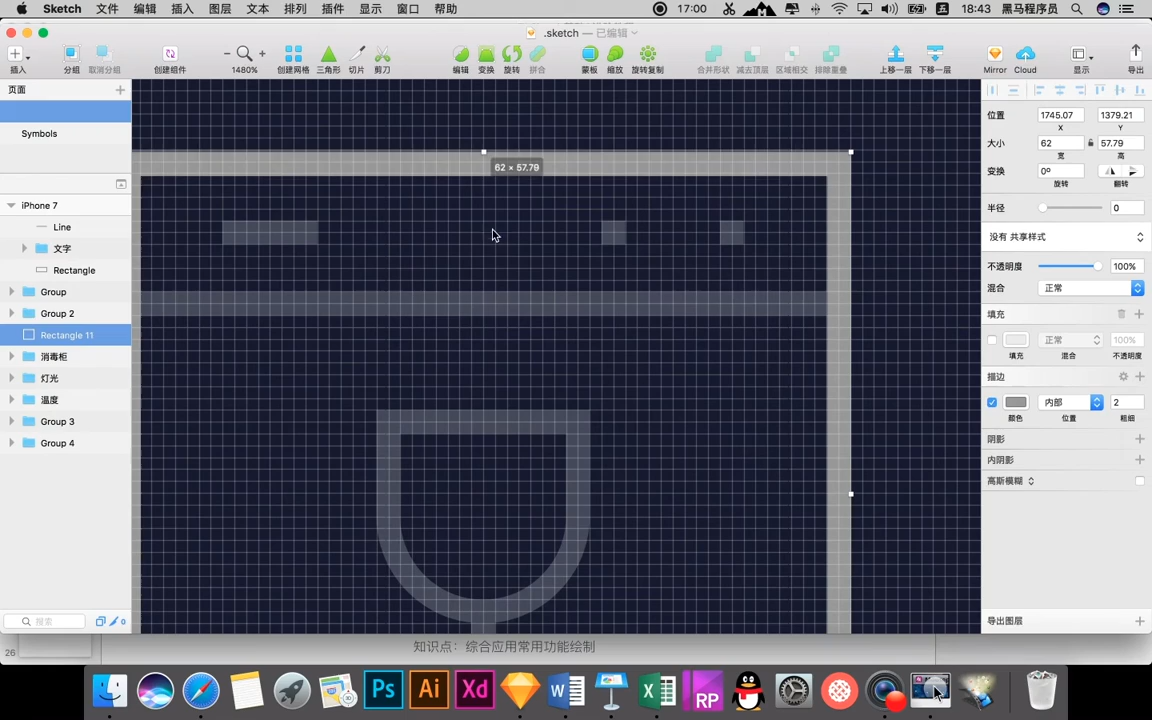 Sketch 文件 编辑 插入 图层 文本 排列 插件 显示 窗口 帮助 17:00 五 18:43 黑马程序员
.sketch — 已编辑
插入 分组 取消分组 创建组件 1480% 创建网格 三角形 切片 剪刀 编辑 变换 旋转 拼合 蒙板 缩放 旋转复制 合并形状 减去顶层 区域相交 排除重叠 上移一层 下移一层 Mirror Cloud 显示 导出
页面
Symbols
iPhone 7
Line
文字
Rectangle
Group
Group 2
Rectangle 11
消毒柜
灯光
温度
Group 3
Group 4
搜索 0
62 × 57.79
位置 1745.07 1379.21
X Y
大小 62 57.79
宽 高
变换 0º
旋转 翻转
半径 0
没有 共享样式
不透明度 100%
混合 正常
填充
正常 100%
填充 混合 不透明度
描边
内部 2
颜色 位置 粗细
阴影
内阴影
高斯模糊
导出图层
26 知识点：综合应用常用功能绘制
Ps Ai Xd W X RP